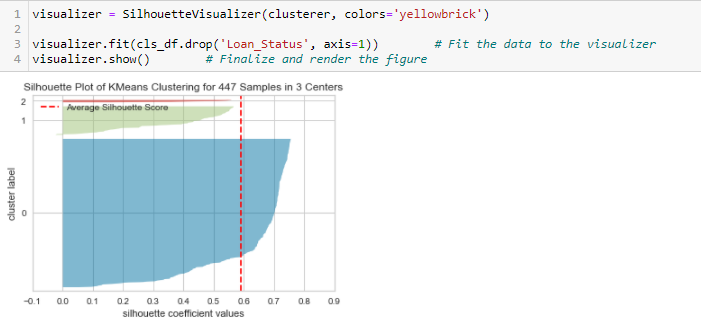 1 visualizer = SilhouetteVisualizer(clusterer, colors='yellowbrick')
2
3 visualizer.fit(cls_df.drop('Loan_Status', axis=1)) # Fit the data to the visualizer
4 visualizer.show() # Finalize and render the figure
Silhouette Plot of KMeans Clustering for 447 Samples in 3 Centers
2
Average Silhouette Score
1
cluster label
0
-0.1 0.0 0.1 0.2 0.3 0.4 0.5 0.6 0.7 0.8 0.9
silhouette coefficient values